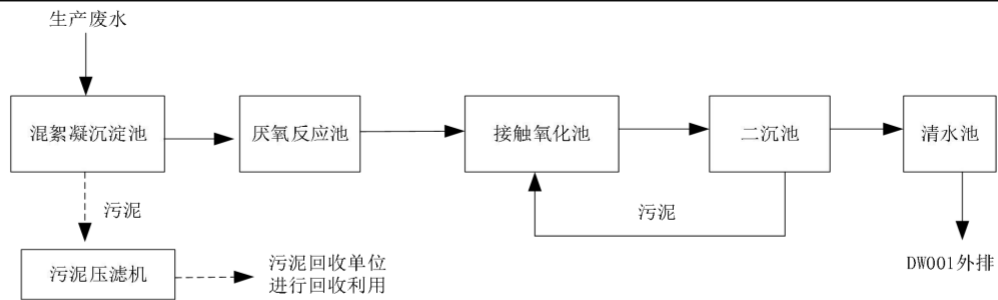 生产废水
混絮凝沉淀池
厌氧反应池
接触氧化池
二沉池
清水池
污泥
污泥
污泥压滤机
污泥回收单位
进行回收利用
DW001外排